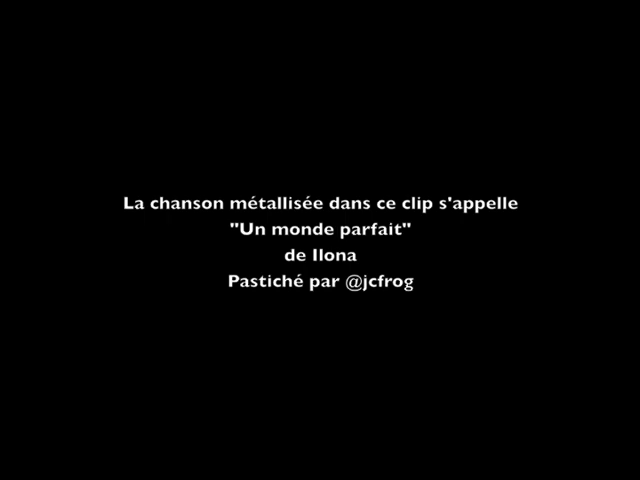 La chanson métallisée dans ce clip s'appelle
"Un monde parfait"
de Ilona
Pastiché par @jcfrog